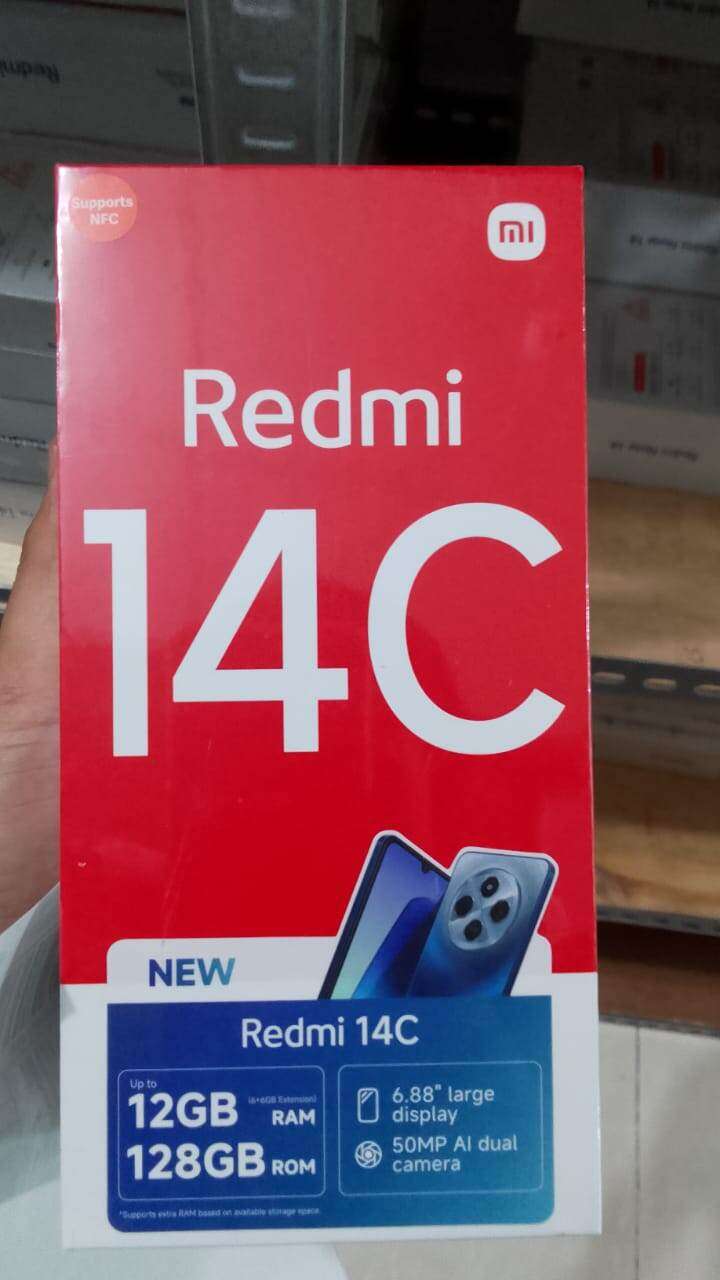 Supports
NFC
mi
Redmi
14C
NEW
Redmi 14C
Up to
12GB (6+6GB Extension) RAM
128GB ROM
6.88" large
display
50MP AI dual
camera
*Supports extra RAM based on available storage space.
Redmi